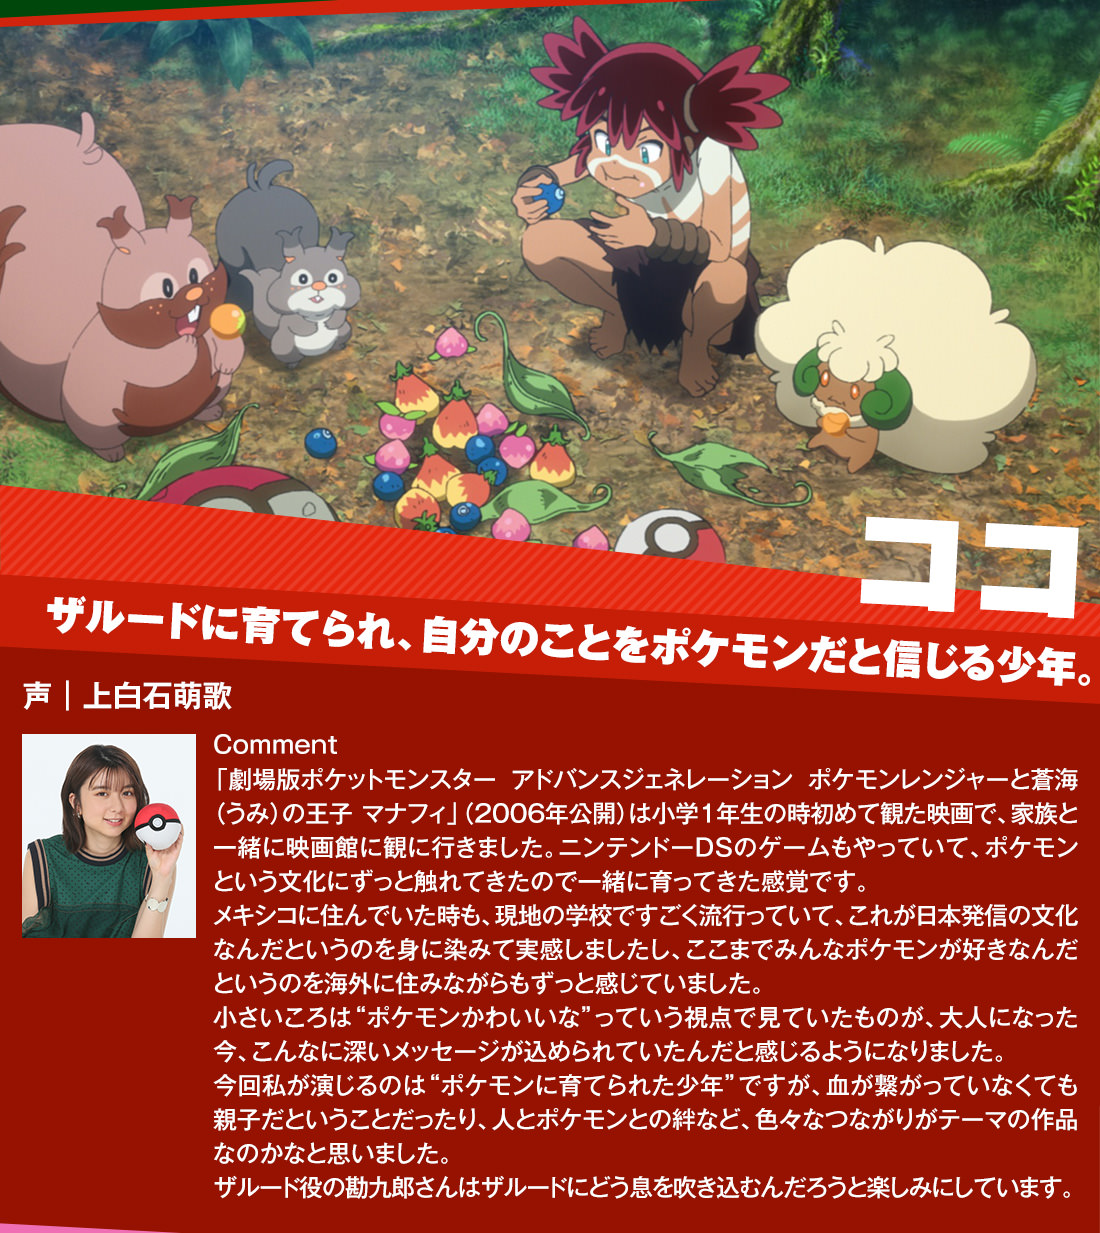 ココ
ザルードに育てられ、自分のことをポケモンだと信じる少年。
声｜上白石萌歌
Comment
「劇場版ポケットモンスター アドバンスジェネレーション ポケモンレンジャーと蒼海
（うみ）の王子 マナフィ」（2006年公開）は小学1年生の時初めて観た映画で、家族と
一緒に映画館に観に行きました。ニンテンドーDSのゲームもやっていて、ポケモン
という文化にずっと触れてきたので一緒に育ってきた感覚です。
メキシコに住んでいた時も、現地の学校ですごく流行っていて、これが日本発信の文化
なんだというのを身に染みて実感しましたし、ここまでみんなポケモンが好きなんだ
というのを海外に住みながらもずっと感じていました。
小さいころは“ポケモンかわいいな”っていう視点で見ていたものが、大人になった
今、こんなに深いメッセージが込められていたんだと感じるようになりました。
今回私が演じるのは“ポケモンに育てられた少年”ですが、血が繋がっていなくても
親子だということだったり、人とポケモンとの絆など、色々なつながりがテーマの作品
なのかなと思いました。
ザルード役の勘九郎さんはザルードにどう息を吹き込むんだろうと楽しみにしています。